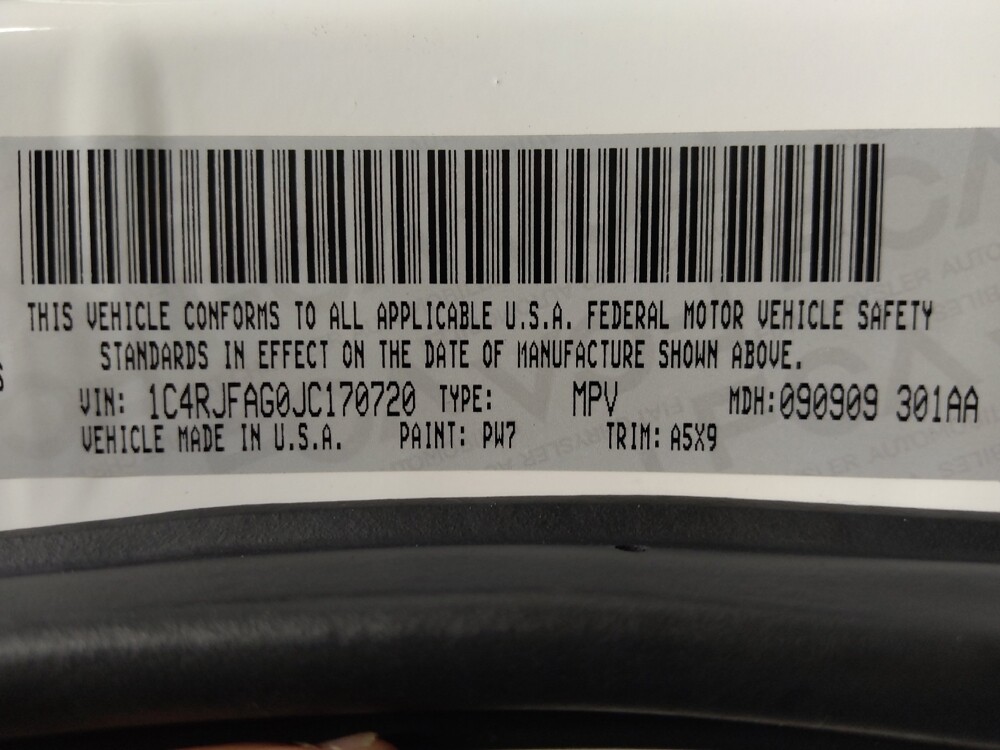 THIS VEHICLE CONFORMS TO ALL APPLICABLE U.S.A. FEDERAL MOTOR VEHICLE SAFETY
STANDARDS IN EFFECT ON THE DATE OF MANUFACTURE SHOWN ABOVE.
VIN: 1C4RJFAG0JC170720 TYPE: MPV MDH:090909 301AA
VEHICLE MADE IN U.S.A. PAINT: PW7 TRIM: A5X9